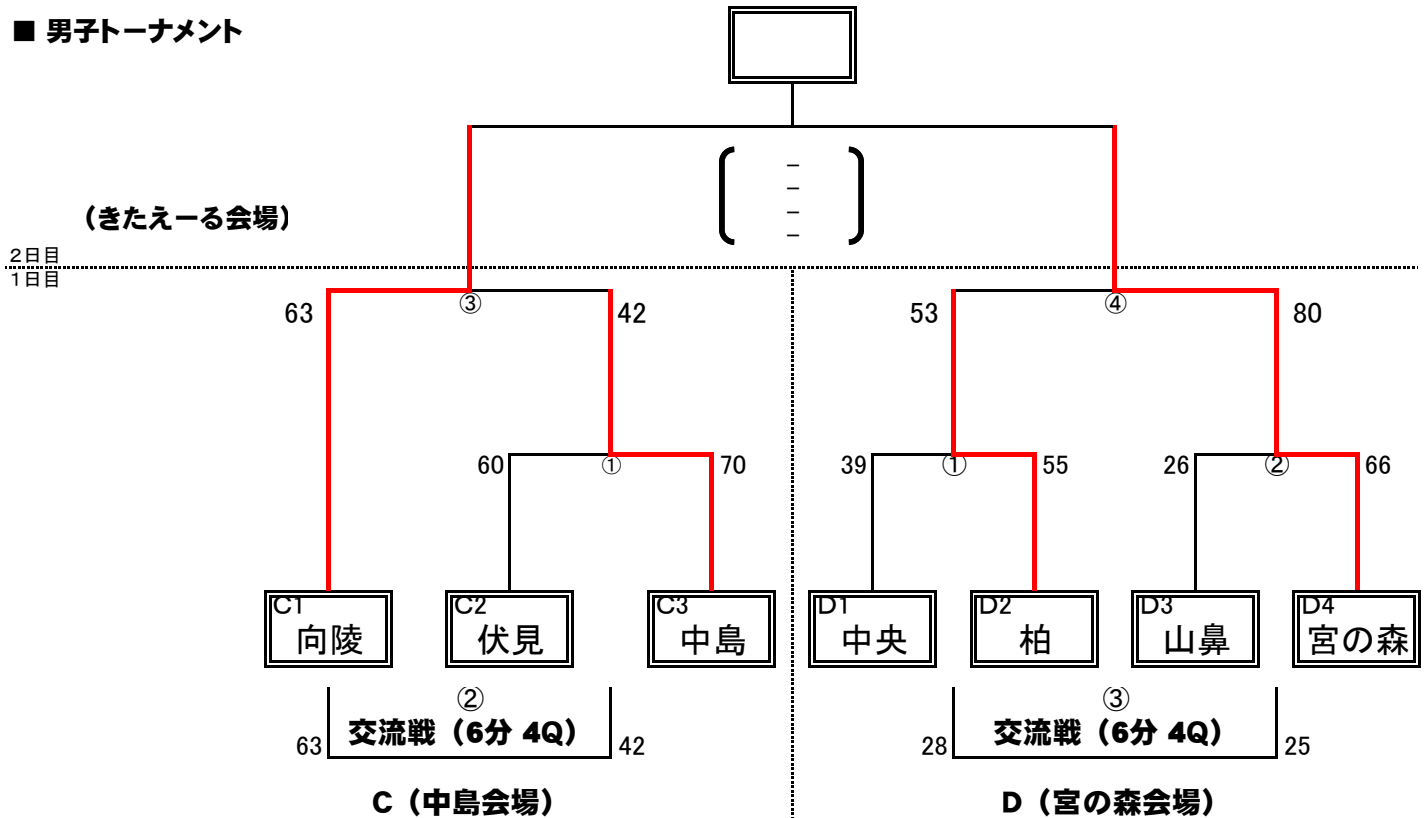 ■ 男子トーナメント
－
－
（きたえーる会場）
－
－
2日目
1日目
63 ③ 42 53 ④ 80
60 ① 70 39 ① 55 26 ② 66
C1 C2 C3 D1 D2 D3 D4
向陵 伏見 中島 中央 柏 山鼻 宮の森
② ③
交流戦（6分 4Q） 交流戦（6分 4Q）
63 42 28 25
C（中島会場） D（宮の森会場）